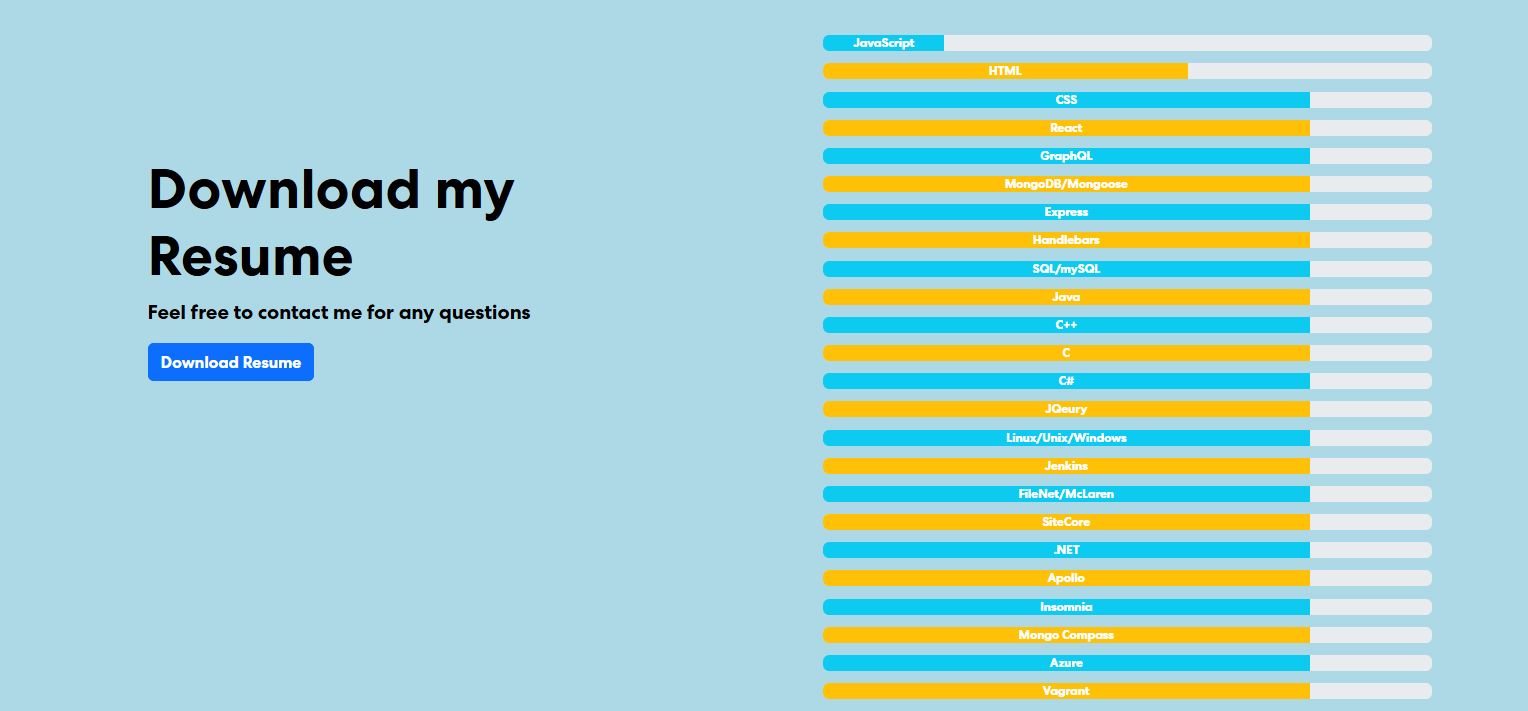 Download my
Resume
Feel free to contact me for any questions
Download Resume
JavaScript
HTML
CSS
React
GraphQL
MongoDB/Mongoose
Express
Handlebars
SQL/mySQL
Java
C++
C
C#
JQeury
Linux/Unix/Windows
Jenkins
FileNet/McLaren
SiteCore
.NET
Apollo
Insomnia
Mongo Compass
Azure
Vagrant